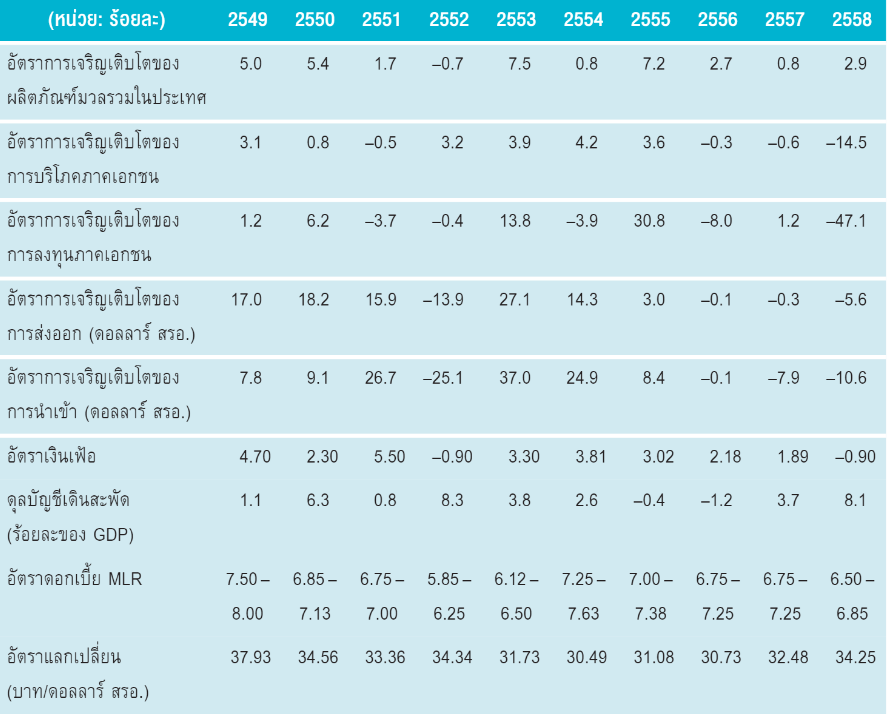 (หน่วย: ร้อยละ) 2549 2550 2551 2552 2553 2554 2555 2556 2557 2558
อัตราการเจริญเติบโตของ 5.0 5.4 1.7 –0.7 7.5 0.8 7.2 2.7 0.8 2.9
ผลิตภัณฑ์มวลรวมในประเทศ
อัตราการเจริญเติบโตของ 3.1 0.8 –0.5 3.2 3.9 4.2 3.6 –0.3 –0.6 –14.5
การบริโภคภาคเอกชน
อัตราการเจริญเติบโตของ 1.2 6.2 –3.7 –0.4 13.8 –3.9 30.8 –8.0 1.2 –47.1
การลงทุนภาคเอกชน
อัตราการเจริญเติบโตของ 17.0 18.2 15.9 –13.9 27.1 14.3 3.0 –0.1 –0.3 –5.6
การส่งออก (ดอลลาร์ สรอ.)
อัตราการเจริญเติบโตของ 7.8 9.1 26.7 –25.1 37.0 24.9 8.4 –0.1 –7.9 –10.6
การนำเข้า (ดอลลาร์ สรอ.)
อัตราเงินเฟ้อ 4.70 2.30 5.50 –0.90 3.30 3.81 3.02 2.18 1.89 –0.90
ดุลบัญชีเดินสะพัด 1.1 6.3 0.8 8.3 3.8 2.6 –0.4 –1.2 3.7 8.1
(ร้อยละของ GDP)
อัตราดอกเบี้ย MLR 7.50 – 6.85 – 6.75 – 5.85 – 6.12 – 7.25 – 7.00 – 6.75 – 6.75 – 6.50 –
8.00 7.13 7.00 6.25 6.50 7.63 7.38 7.25 7.25 6.85
อัตราแลกเปลี่ยน 37.93 34.56 33.36 34.34 31.73 30.49 31.08 30.73 32.48 34.25
(บาท/ดอลลาร์ สรอ.)